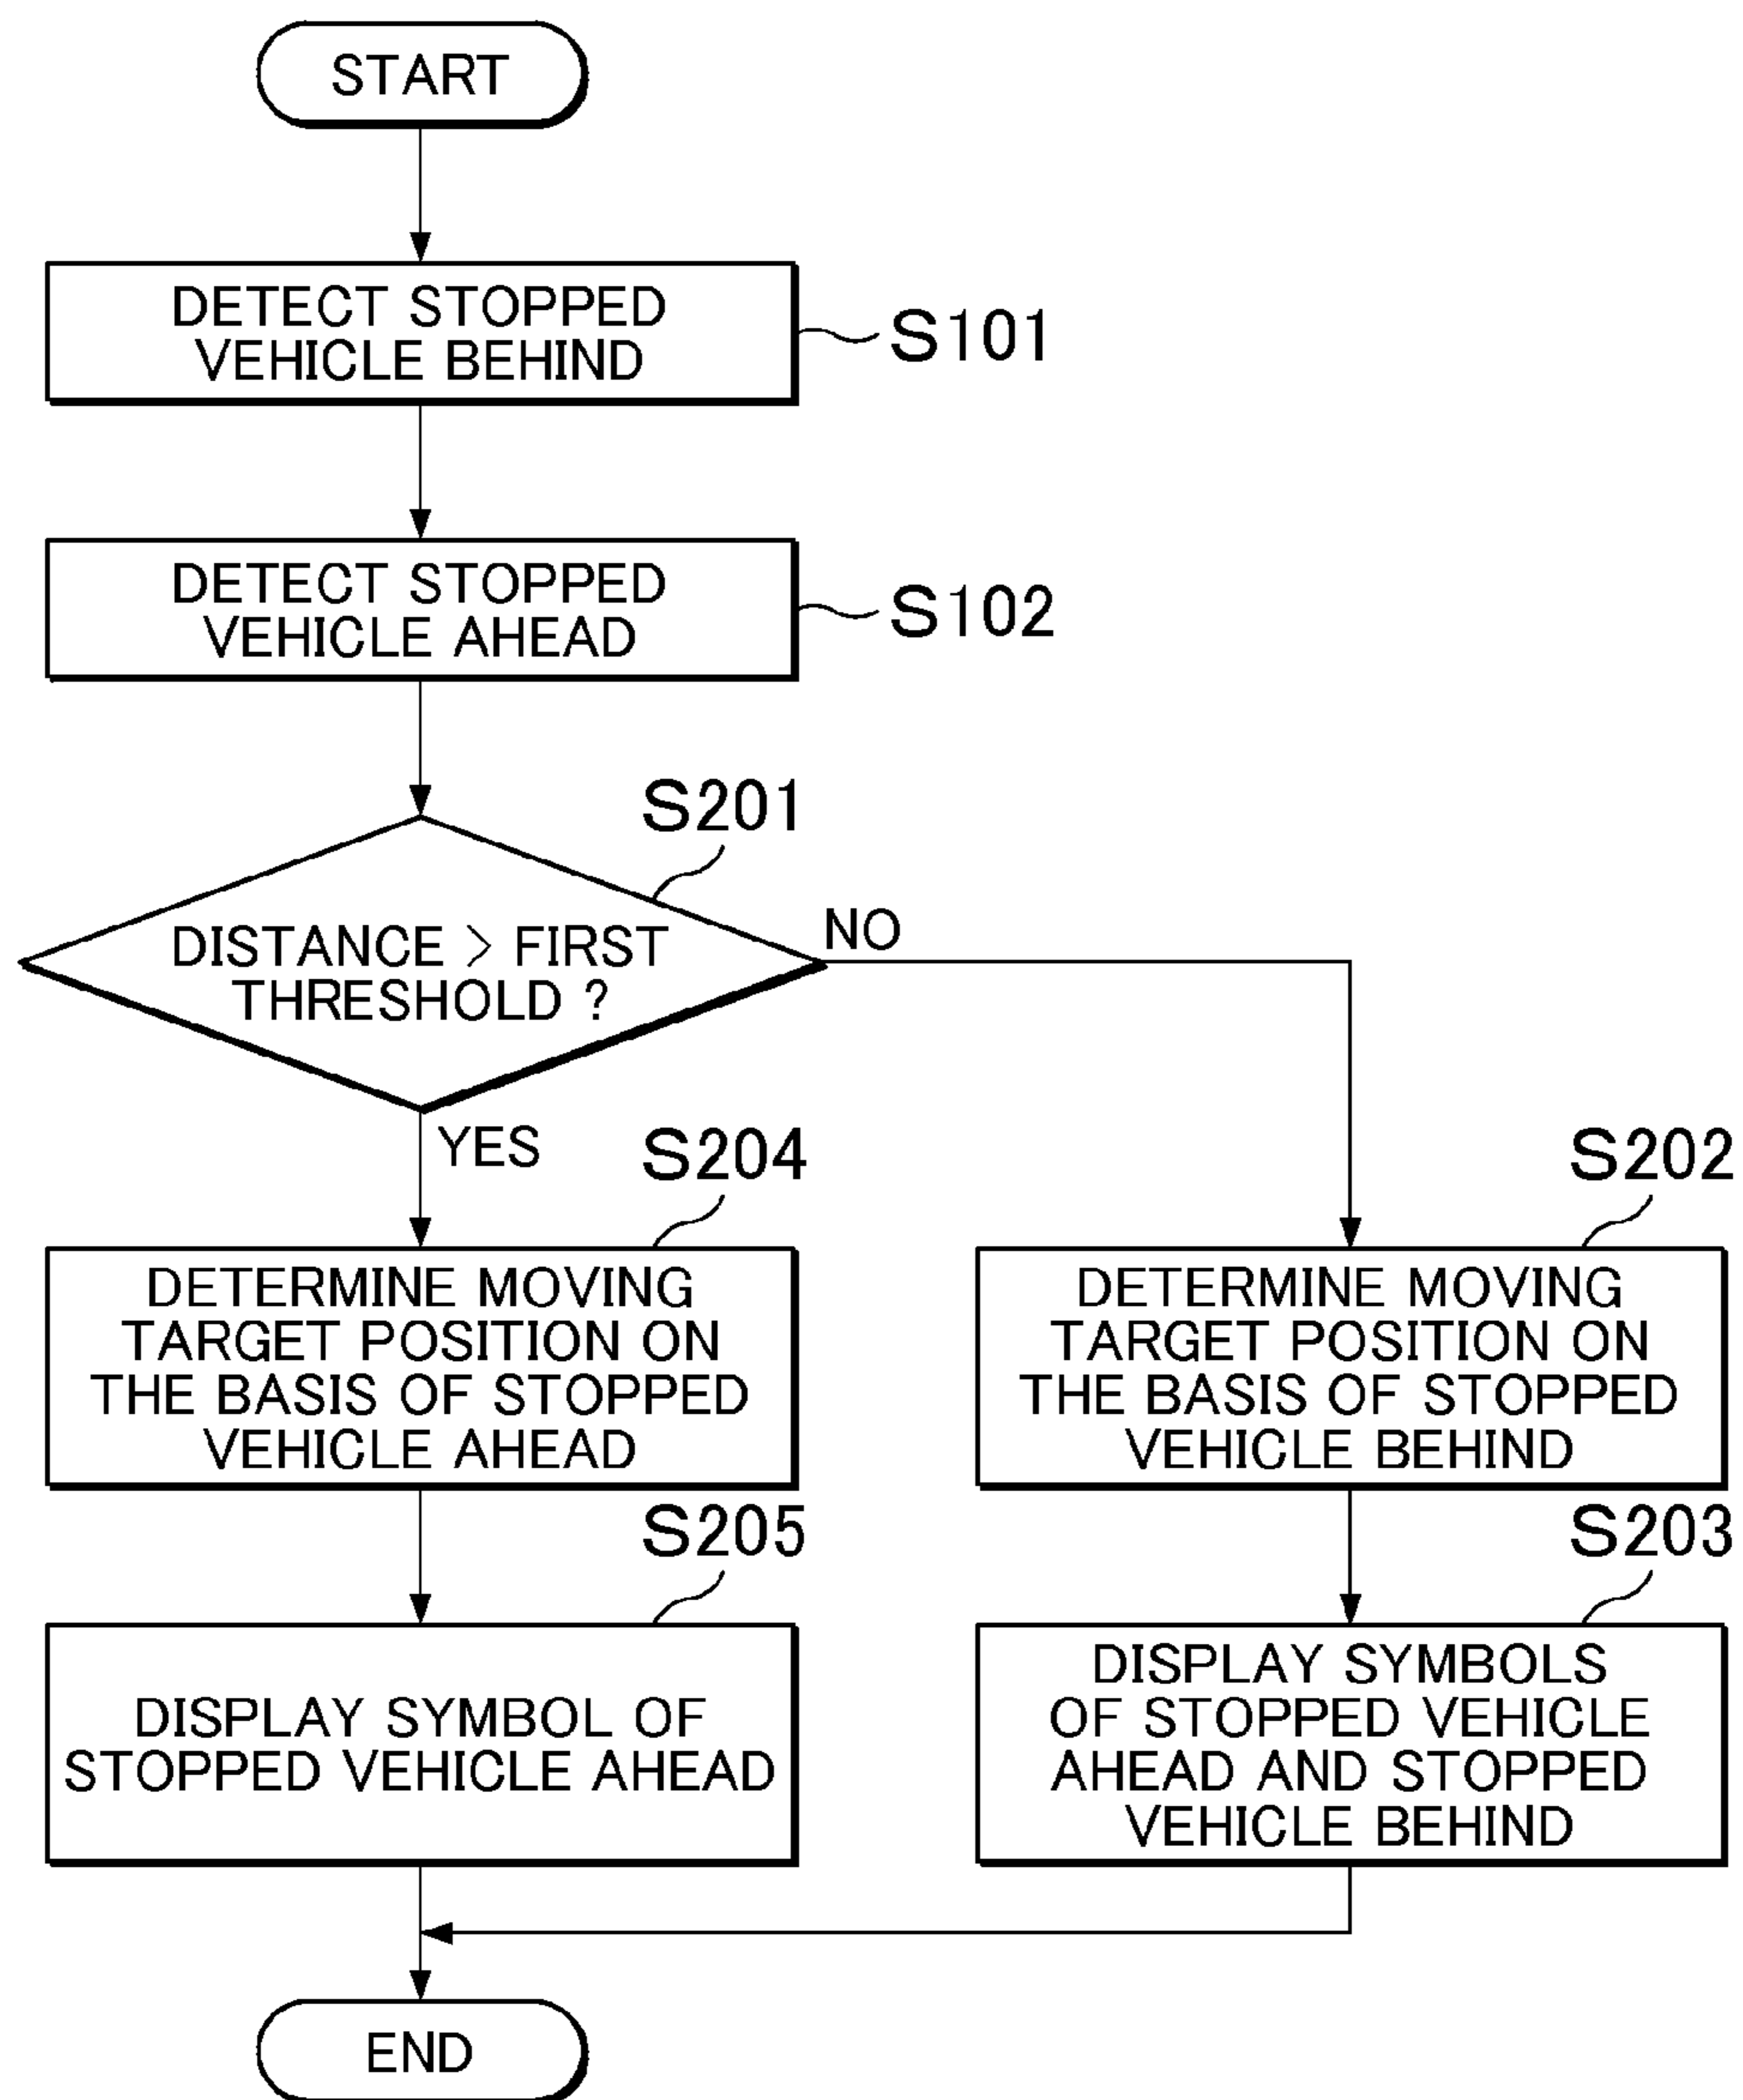 START
DETECT STOPPED
VEHICLE BEHIND
S101
DETECT STOPPED
VEHICLE AHEAD
S102
S201
DISTANCE > FIRST
THRESHOLD ?
NO
YES
S204
DETERMINE MOVING
TARGET POSITION ON
THE BASIS OF STOPPED
VEHICLE AHEAD
S202
DETERMINE MOVING
TARGET POSITION ON
THE BASIS OF STOPPED
VEHICLE BEHIND
S205
DISPLAY SYMBOL OF
STOPPED VEHICLE AHEAD
S203
DISPLAY SYMBOLS
OF STOPPED VEHICLE
AHEAD AND STOPPED
VEHICLE BEHIND
END